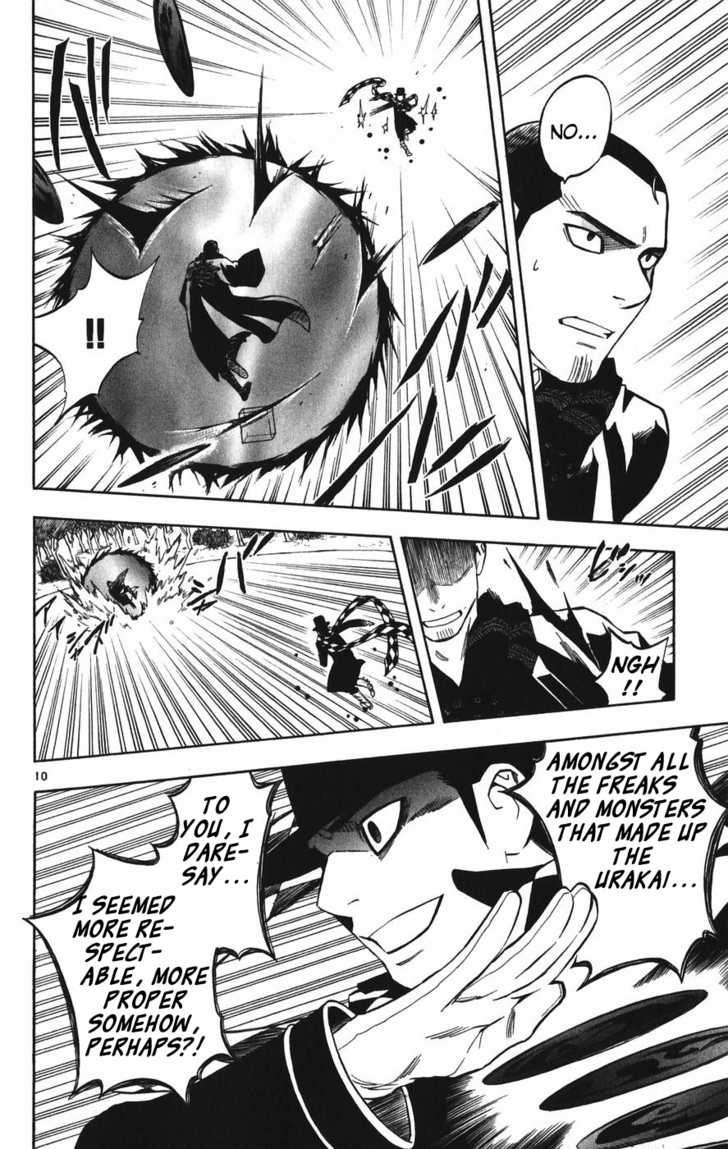 NO...
!!
NGH
!!
AMONGST ALL
THE FREAKS
AND MONSTERS
THAT MADE UP
THE
URAKAI...
TO
YOU, I
DARE-
SAY...
I SEEMED
MORE RE-
SPECT-
ABLE, MORE
PROPER
SOMEHOW,
PERHAPS?!
10